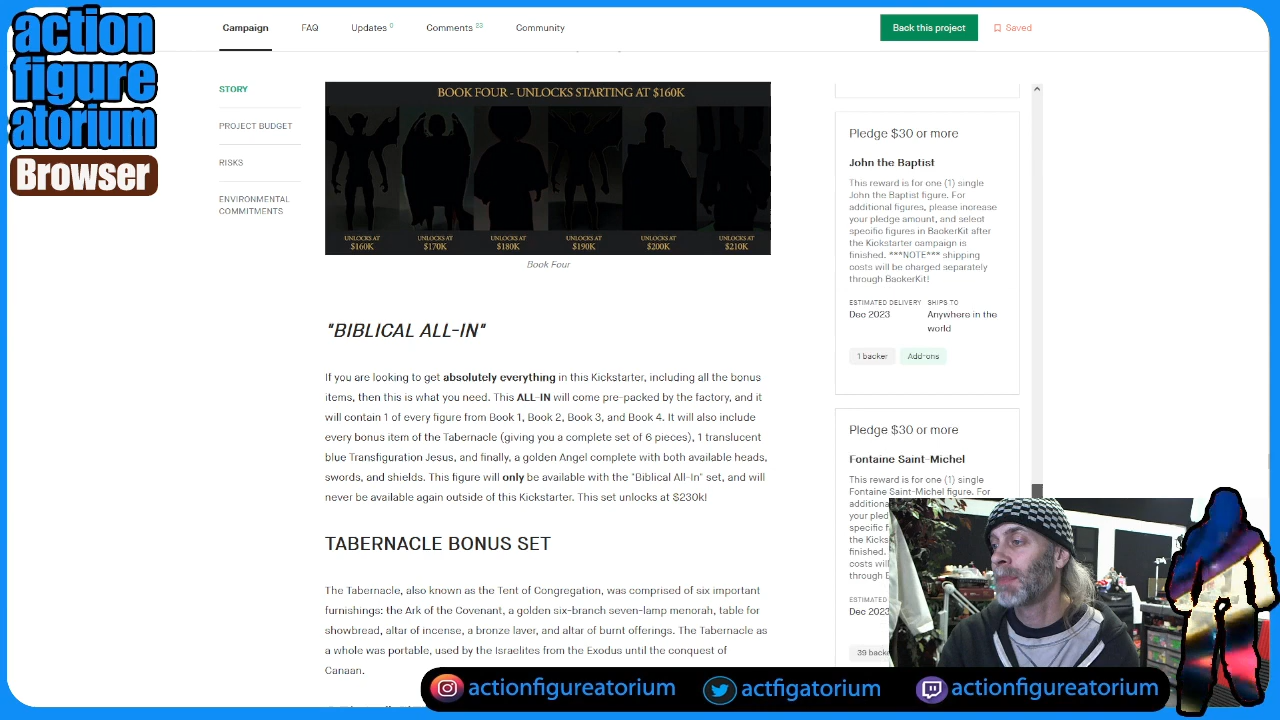 action
figure
atorium
Browser
Campaign
FAQ
Updates 0
Comments 23
Community
Back this project
Saved
STORY
PROJECT BUDGET
RISKS
ENVIRONMENTAL
COMMITMENTS
BOOK FOUR - UNLOCKS STARTING AT $160K
UNLOCKS AT
$160K
UNLOCKS AT
$170K
UNLOCKS AT
$180K
UNLOCKS AT
$190K
UNLOCKS AT
$200K
UNLOCKS AT
$210K
Book Four
"BIBLICAL ALL-IN"
If you are looking to get absolutely everything in this Kickstarter, including all the bonus
items, then this is what you need. This ALL-IN will come pre-packed by the factory, and it
will contain 1 of every figure from Book 1, Book 2, Book 3, and Book 4. It will also include
every bonus item of the Tabernacle (giving you a complete set of 6 pieces), 1 translucent
blue Transfiguration Jesus, and finally, a golden Angel complete with both available heads,
swords, and shields. This figure will only be available with the "Biblical All-In" set, and will
never be available again outside of this Kickstarter. This set unlocks at $230k!
TABERNACLE BONUS SET
The Tabernacle, also known as the Tent of Congregation, was comprised of six important
furnishings: the Ark of the Covenant, a golden six-branch seven-lamp menorah, table for
showbread, altar of incense, a bronze laver, and altar of burnt offerings. The Tabernacle as
a whole was portable, used by the Israelites from the Exodus until the conquest of
Canaan.
Pledge $30 or more
John the Baptist
This reward is for one (1) single
John the Baptist figure. For
additional figures, please increase
your pledge amount, and select
specific figures in BackerKit after
the Kickstarter campaign is
finished. ***NOTE*** shipping
costs will be charged separately
through BackerKit!
ESTIMATED DELIVERY
Dec 2023
SHIPS TO
Anywhere in the
world
1 backer
Add-ons
Pledge $30 or more
Fontaine Saint-Michel
This reward is for one (1) single
Fontaine Saint-Michel figure. For
additiona
your pled
specific f
the Kicks
finished.
costs will
through B
ESTIMATED
Dec 2023
39 backe
actionfigureatorium
actfigatorium
actionfigureatorium